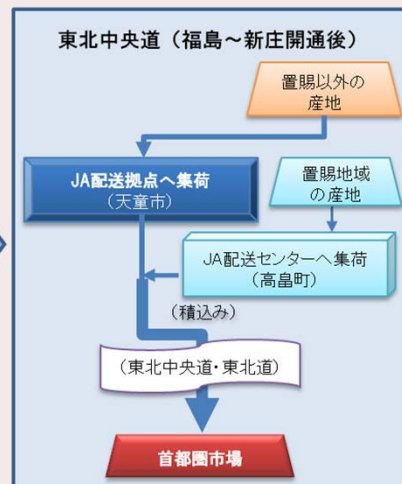 東北中央道（福島～新庄開通後）
置賜以外の
産地
JA配送拠点へ集荷
（天童市）
置賜地域
の産地
JA配送センターへ集荷
（高畠町）
（積込み）
（東北中央道・東北道）
首都圏市場